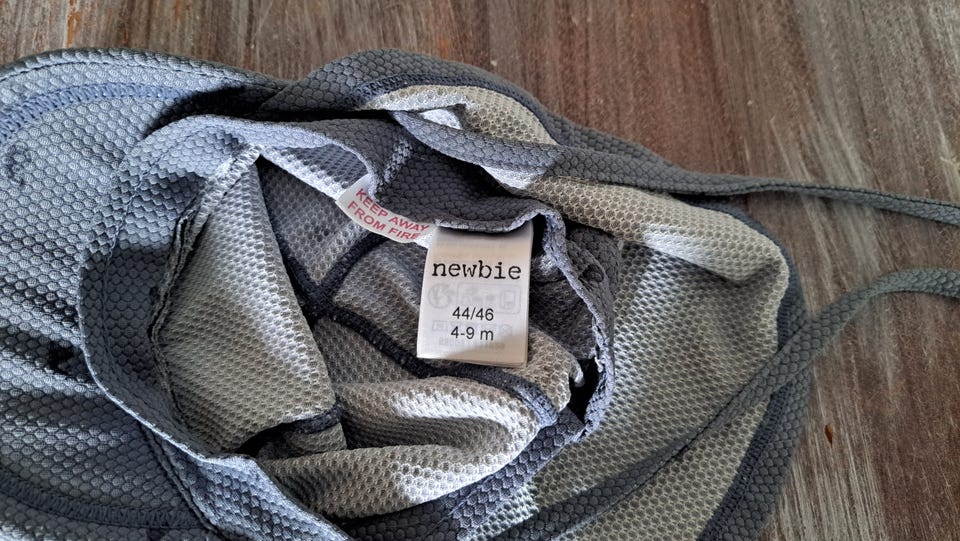 KEEP AWAY
FROM FIRE
newbie
44/46
4-9 m